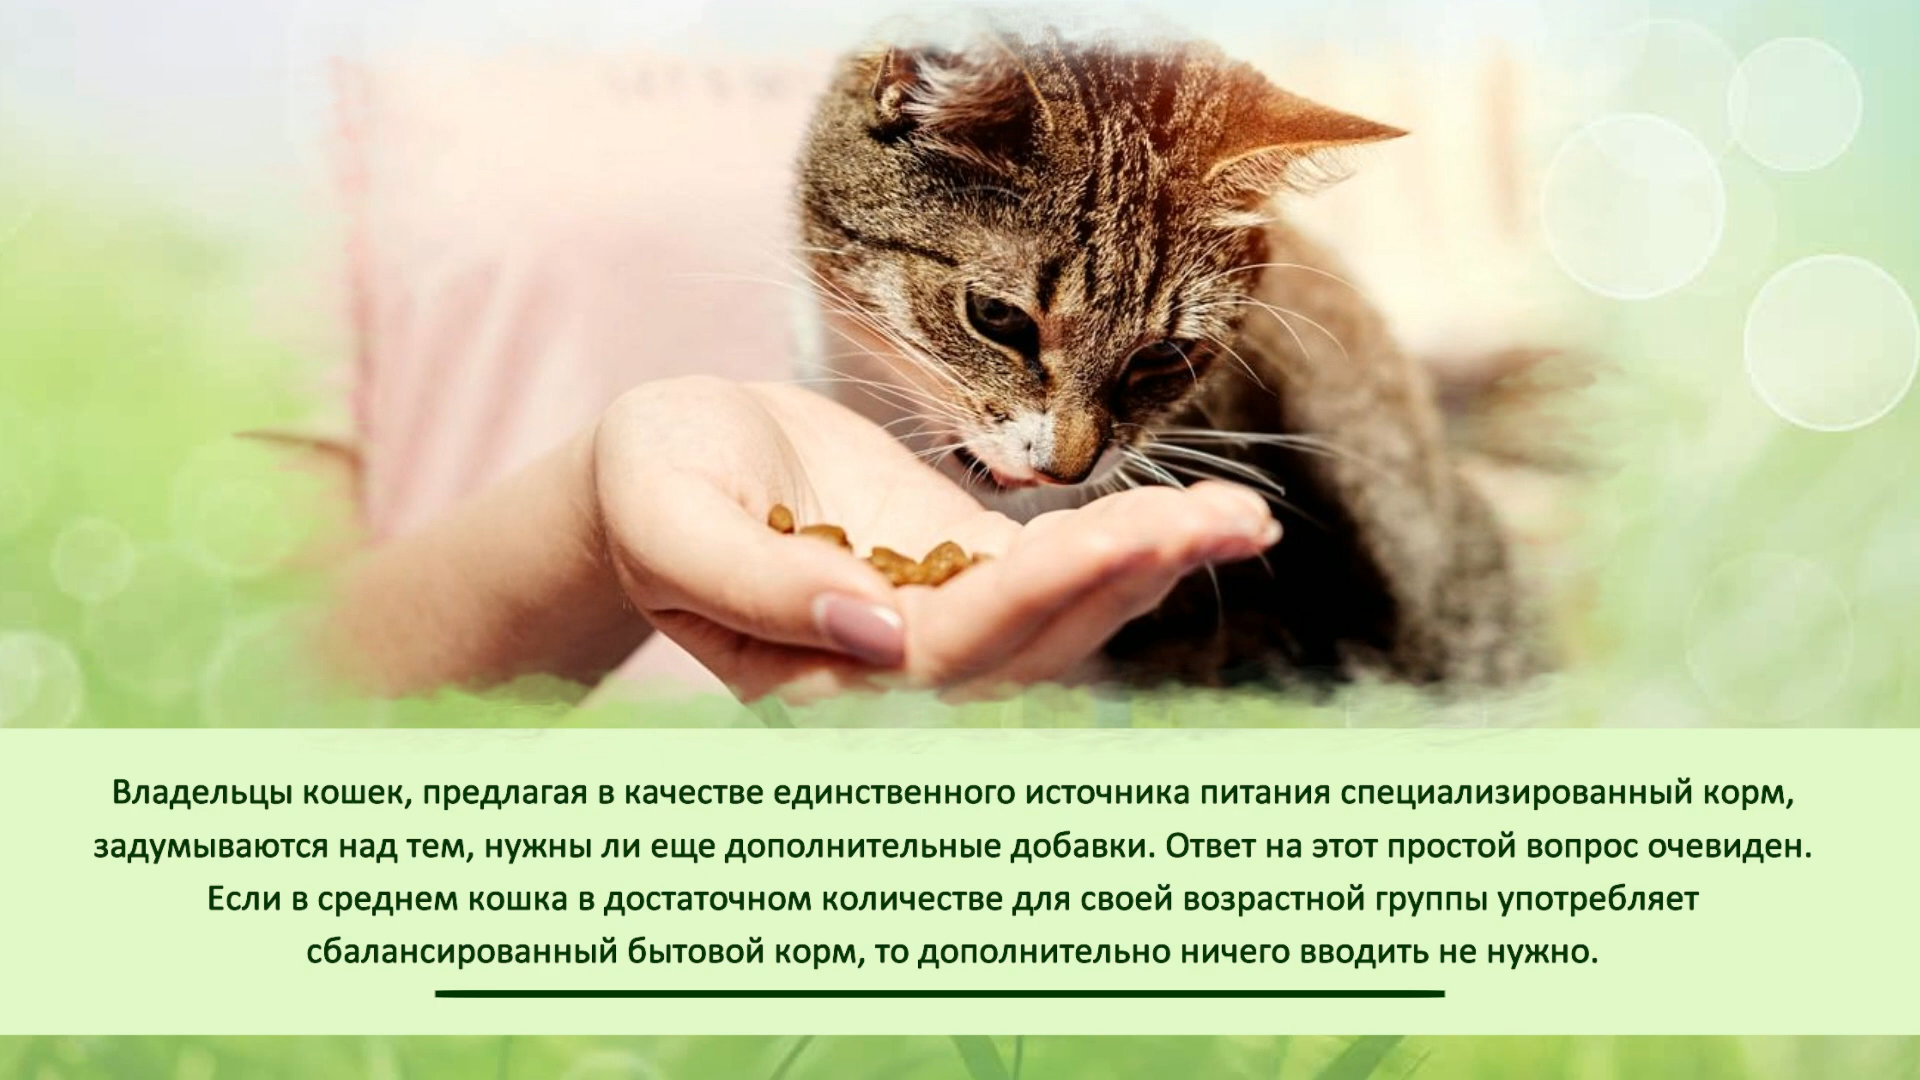 Владельцы кошек, предлагая в качестве единственного источника питания специализированный корм,
задумываются над тем, нужны ли еще дополнительные добавки. Ответ на этот простой вопрос очевиден.
Если в среднем кошка в достаточном количестве для своей возрастной группы употребляет
сбалансированный бытовой корм, то дополнительно ничего вводить не нужно.